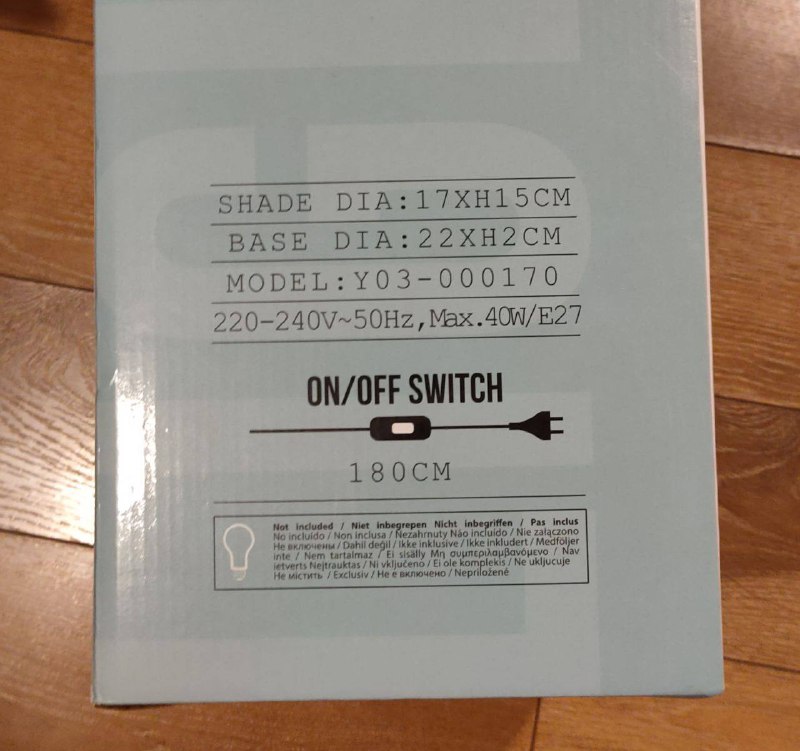 SHADE DIA:17XH15CM
BASE DIA:22XH2CM
MODEL:Y03-000170
220-240V~50Hz,Max.40W/E27
ON/OFF SWITCH
180CM
Not included / Niet inbegrepen Nicht inbegriffen / Pas inclus
No incluido / Non inclusa / Nezahrnuty Não incluido / Nie załączono
Не включены / Dahil değil / Ikke inklusive / Ikke inkludert / Medföljer
inte / Nem tartalmaz / Ei sisälly Μη συμπεριλαμβανόμενο / Nav
ietverts Neįtrauktas / Ni vključeno / Ei ole komplekis / Ne ukljucuje
Не містить / Exclusiv / Не е включено / Nepriložené